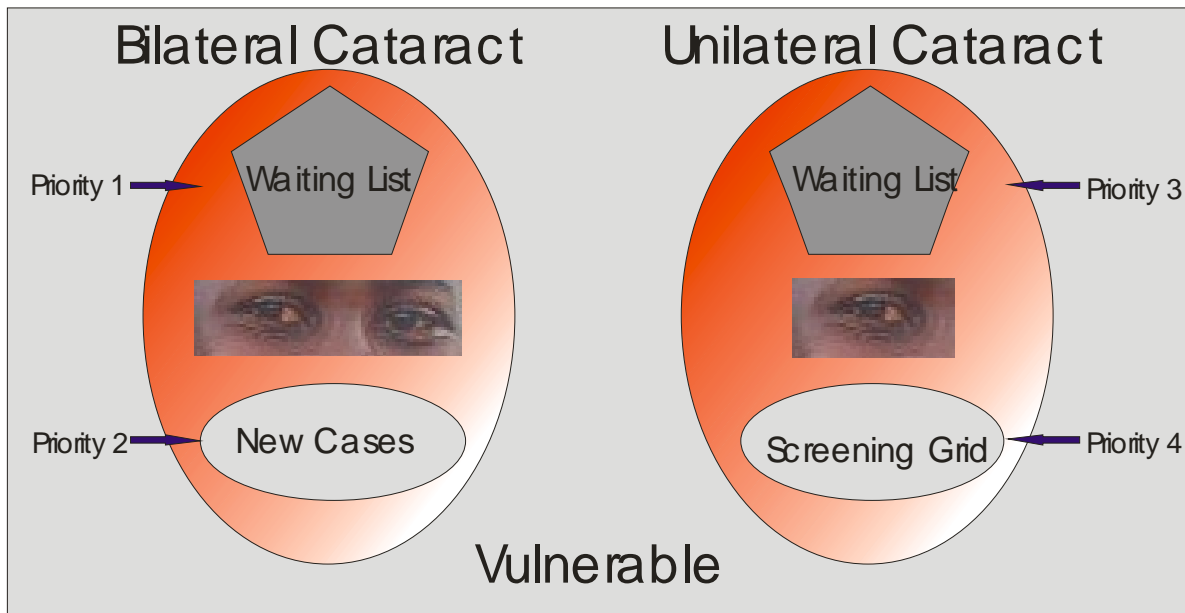 Bilateral Cataract
Unilateral Cataract
Waiting List
Waiting List
Priority 1
Priority 3
Priority 2
New Cases
Screening Grid
Priority 4
Vulnerable